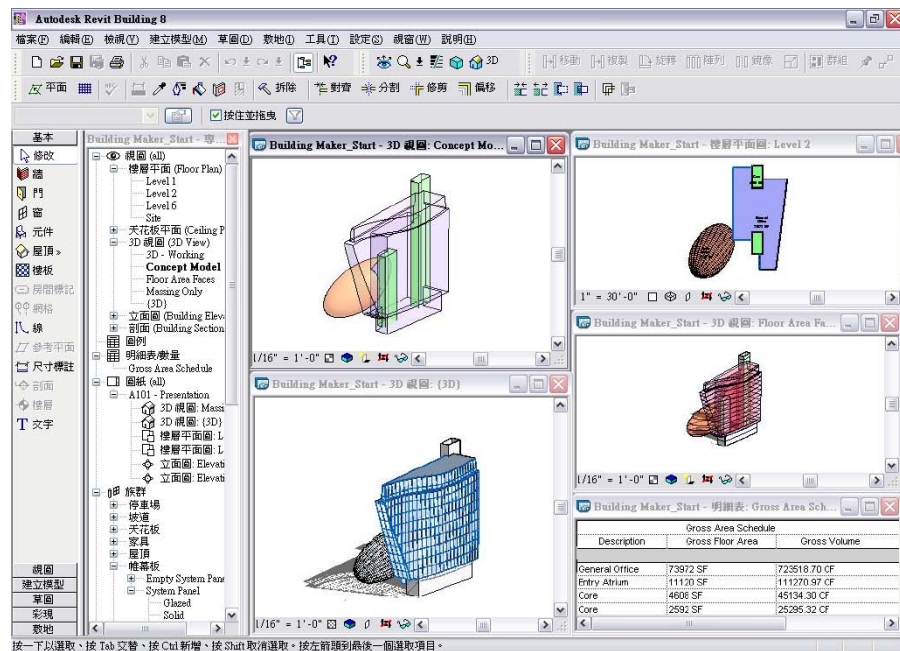 Autodesk Revit Building 8
檔案(F) 編輯(E) 檢視(V) 建立模型(M) 草圖(D) 敷地(I) 工具(T) 設定(S) 視窗(W) 說明(H)
3D 移動 複製 旋轉 陣列 鏡像 群組
平面 拆除 對齊 分割 修剪 偏移
按住並拖曳
基本
修改
牆
門
窗
元件
屋頂»
樓板
房間標記
網格
線
參考平面
尺寸標註
剖面
樓層
文字
視圖
建立模型
草圖
彩現
敷地
Building Maker_Start - 專...
視圖 (all)
樓層平面 (Floor Plan)
Level 1
Level 2
Level 6
Site
天花板平面 (Ceiling P
3D 視圖 (3D View)
3D - Working
Concept Model
Floor Area Faces
Massing Only
{3D}
立面圖 (Building Elev
剖面 (Building Section
圖例
明細表/數量
Gross Area Schedule
圖紙 (all)
A101 - Presentation
3D 視圖: Massi
3D 視圖: {3D}
樓層平面圖: L
樓層平面圖: L
立面圖: Elevati
立面圖: Elevati
族群
停車場
坡道
天花板
家具
屋頂
帷幕板
Empty System Pane
System Panel
Glazed
Solid
Building Maker_Start - 3D 視圖: Concept Mo...
1/16" = 1'-0"
Building Maker_Start - 3D 視圖: {3D}
1/16" = 1'-0"
Building Maker_Start - 樓層平面圖: Level 2
1" = 30'-0"
Building Maker_Start - 3D 視圖: Floor Area Fa...
1/16" = 1'-0"
Building Maker_Start - 明細表: Gross Area Sch...
Gross Area Schedule
Description Gross Floor Area Gross Volume
General Office 73972 SF 723518.70 CF
Entry Atrium 11120 SF 111270.97 CF
Core 4608 SF 45134.30 CF
Core 2592 SF 25295.32 CF
按一下以選取、按 Tab 交替、按 Ctrl 新增、按 Shift 取消選取。按左箭頭到最後一個選取項目。